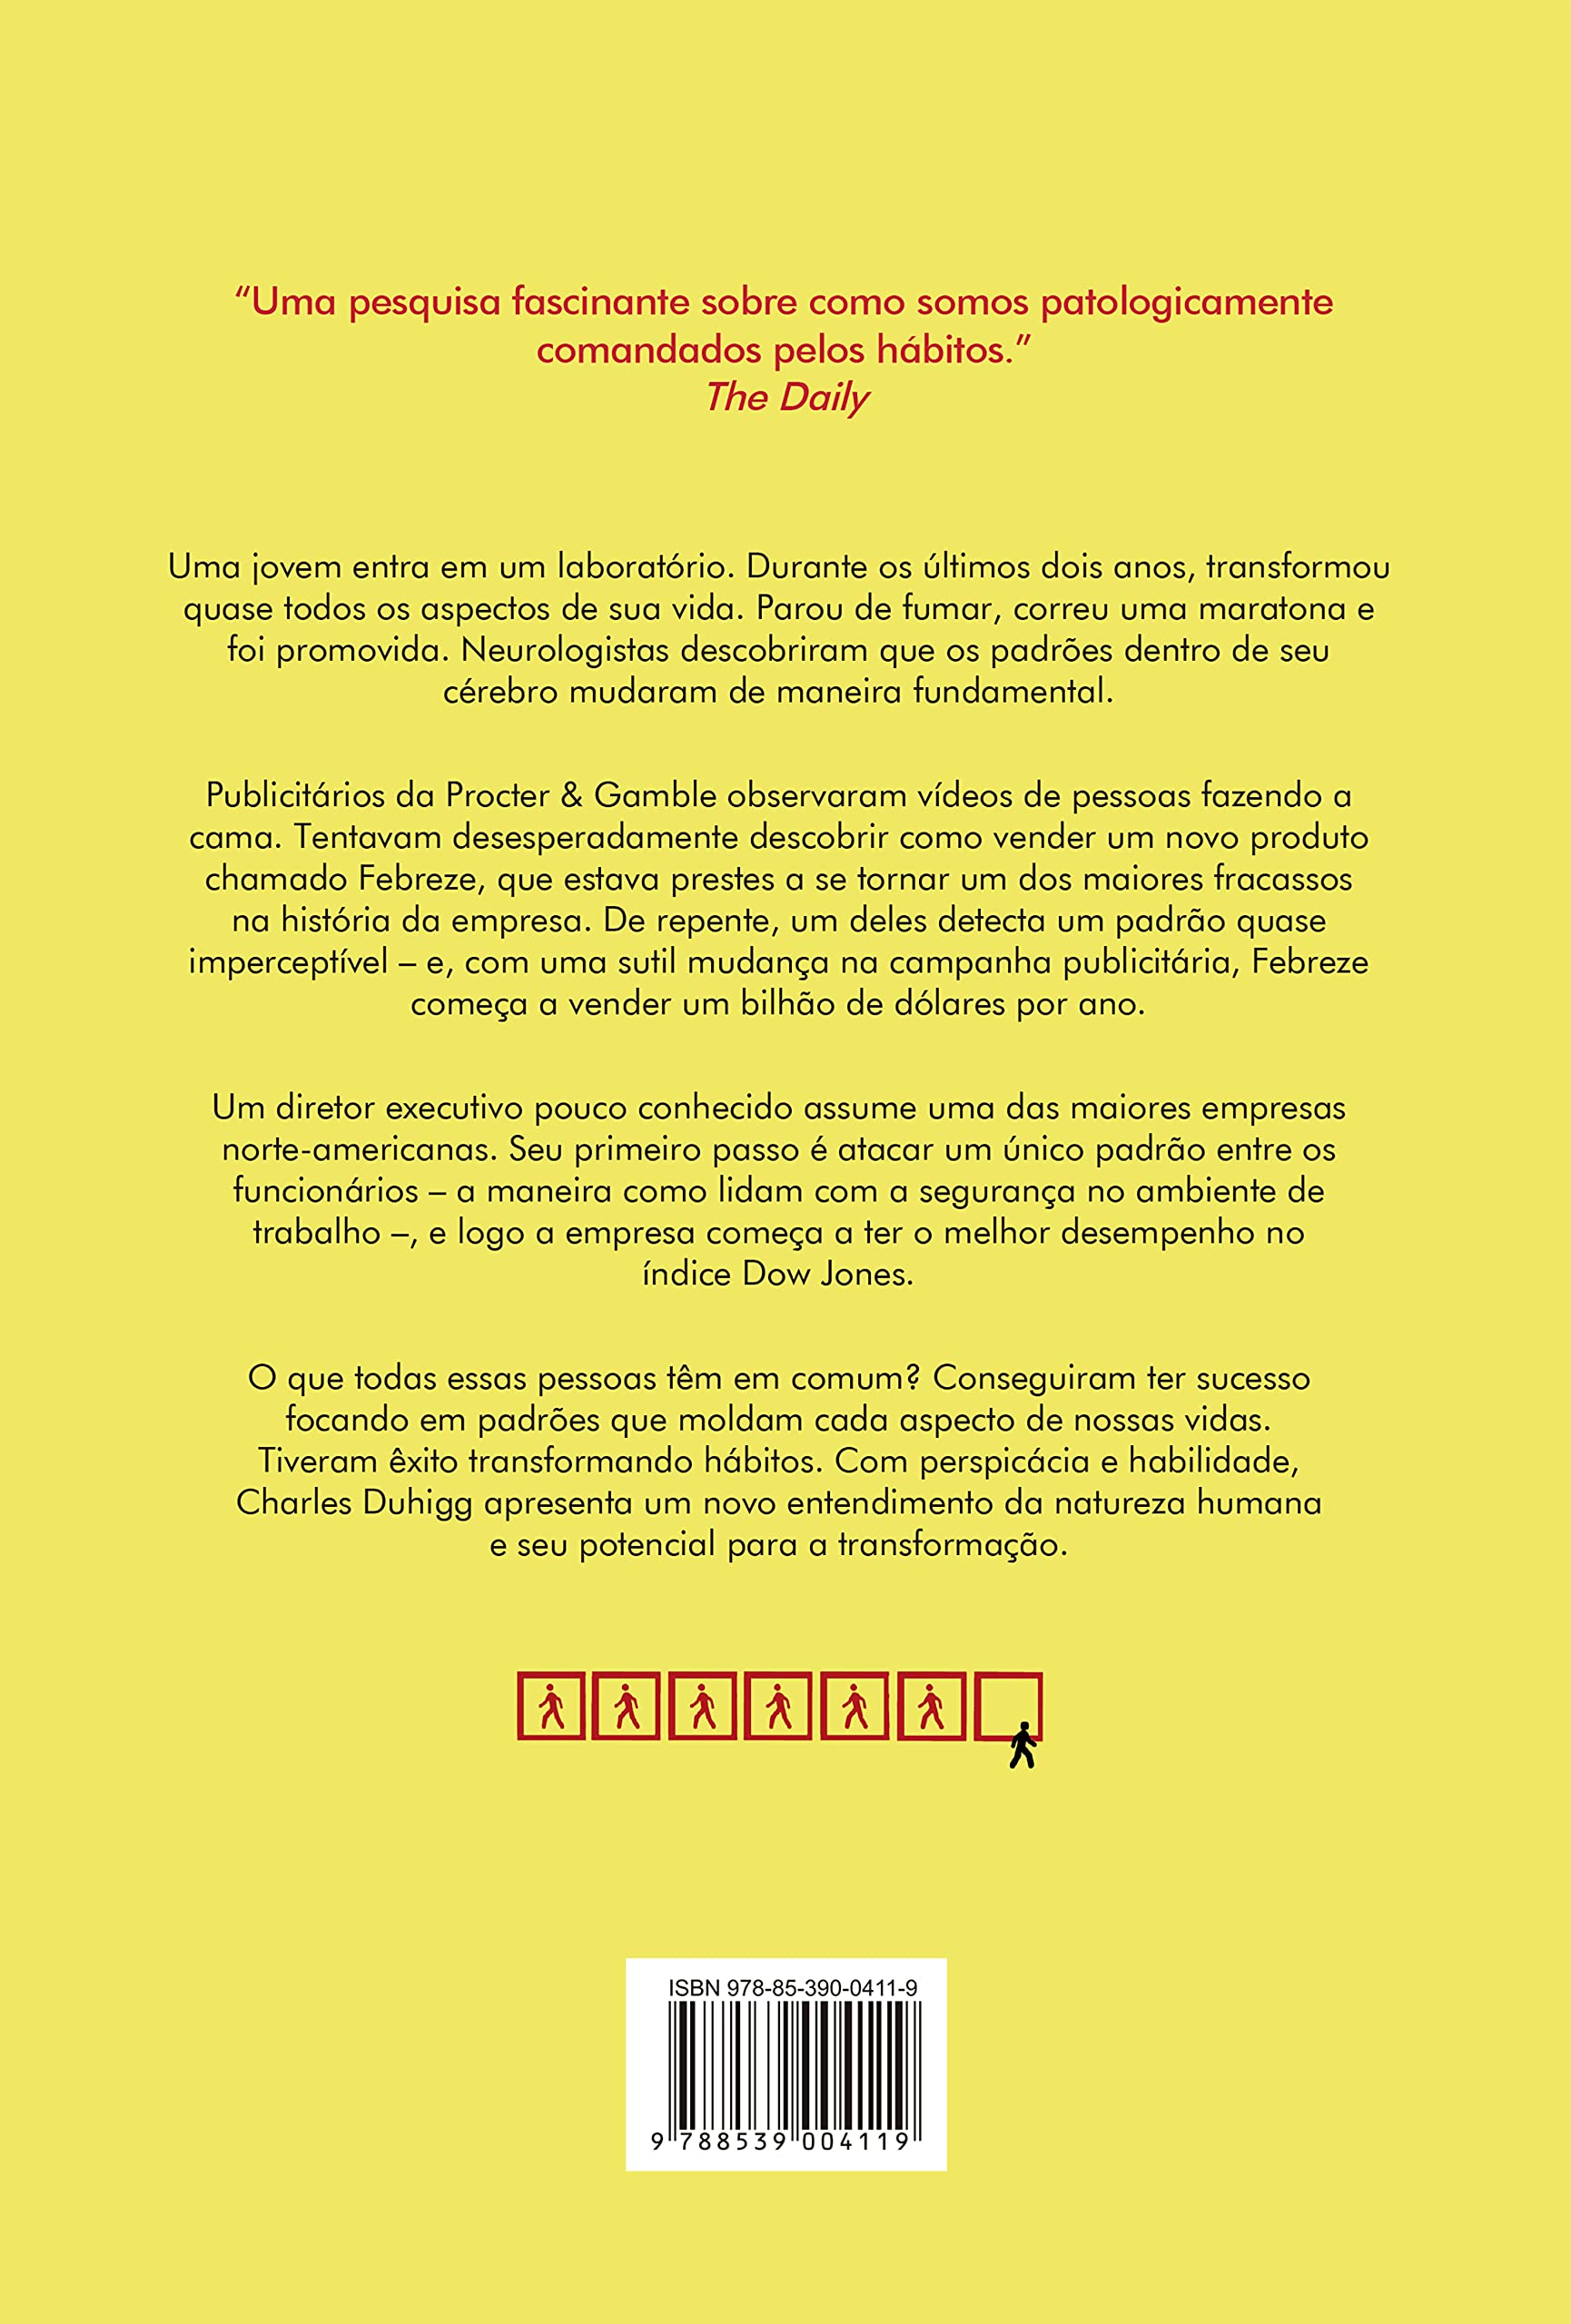 “Uma pesquisa fascinante sobre como somos patologicamente
comandados pelos hábitos.”
The Daily
Uma jovem entra em um laboratório. Durante os últimos dois anos, transformou
quase todos os aspectos de sua vida. Parou de fumar, correu uma maratona e
foi promovida. Neurologistas descobriram que os padrões dentro de seu
cérebro mudaram de maneira fundamental.
Publicitários da Procter & Gamble observaram vídeos de pessoas fazendo a
cama. Tentavam desesperadamente descobrir como vender um novo produto
chamado Febreze, que estava prestes a se tornar um dos maiores fracassos
na história da empresa. De repente, um deles detecta um padrão quase
imperceptível – e, com uma sutil mudança na campanha publicitária, Febreze
começa a vender um bilhão de dólares por ano.
Um diretor executivo pouco conhecido assume uma das maiores empresas
norte-americanas. Seu primeiro passo é atacar um único padrão entre os
funcionários – a maneira como lidam com a segurança no ambiente de
trabalho –, e logo a empresa começa a ter o melhor desempenho no
índice Dow Jones.
O que todas essas pessoas têm em comum? Conseguiram ter sucesso
focando em padrões que moldam cada aspecto de nossas vidas.
Tiveram êxito transformando hábitos. Com perspicácia e habilidade,
Charles Duhigg apresenta um novo entendimento da natureza humana
e seu potencial para a transformação.
ISBN 978-85-390-0411-9
9 788539 004119